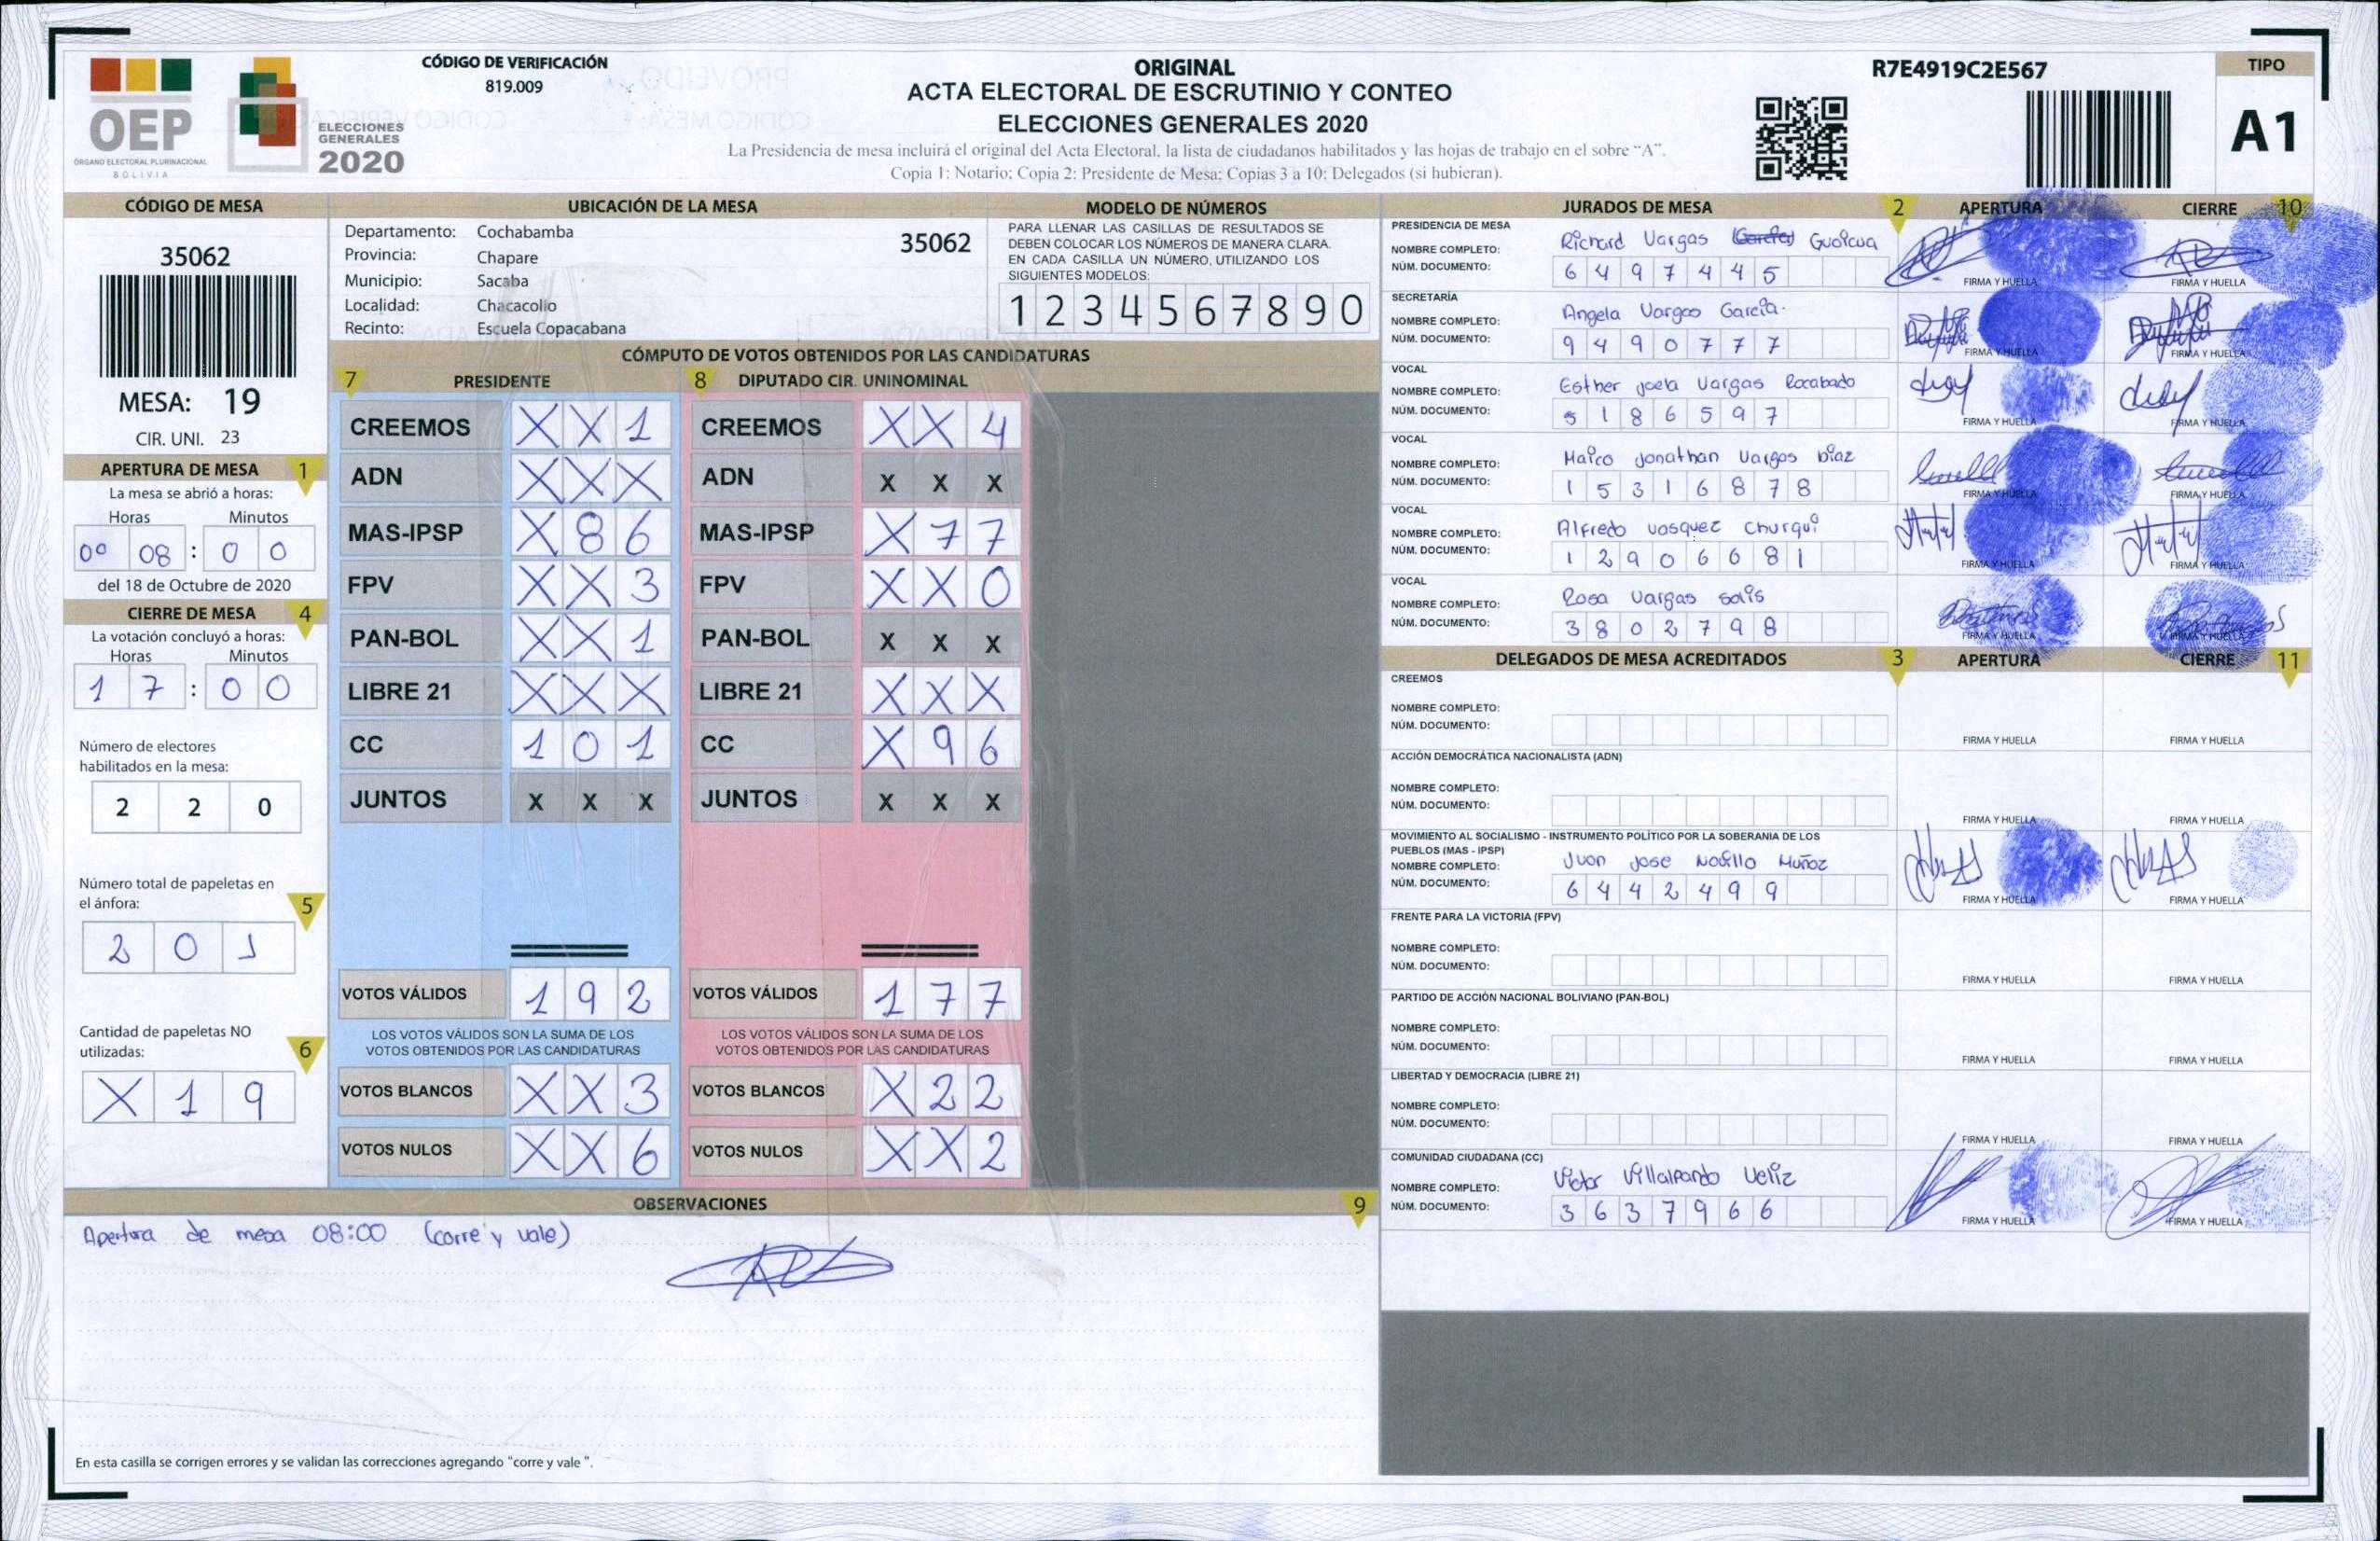 CÓDIGO DE VERIFICACIÓN
819.009
OEP
ÓRGANO ELECTORAL PLURINACIONAL
BOLIVIA
ELECCIONES
GENERALES
2020
ORIGINAL
ACTA ELECTORAL DE ESCRUTINIO Y CONTEO
ELECCIONES GENERALES 2020
La Presidencia de mesa incluirá el original del Acta Electoral, la lista de ciudadanos habilitados y las hojas de trabajo en el sobre "A".
Copia 1: Notario; Copia 2: Presidente de Mesa; Copias 3 a 10: Delegados (si hubieran).
R7E4919C2E567
TIPO
A1
CÓDIGO DE MESA
35062
MESA: 19
CIR. UNI. 23
APERTURA DE MESA 1
La mesa se abrió a horas:
Horas Minutos
00 08 : 0 0
del 18 de Octubre de 2020
CIERRE DE MESA 4
La votación concluyó a horas:
Horas Minutos
1 7 : 0 0
Número de electores
habilitados en la mesa:
2 2 0
Número total de papeletas en
el ánfora: 5
2 0 1
Cantidad de papeletas NO
utilizadas: 6
X 1 9
UBICACIÓN DE LA MESA
Departamento: Cochabamba
Provincia: Chapare
Municipio: Sacaba
Localidad: Chacacollo
Recinto: Escuela Copacabana
35062
MODELO DE NÚMEROS
PARA LLENAR LAS CASILLAS DE RESULTADOS SE
DEBEN COLOCAR LOS NÚMEROS DE MANERA CLARA.
EN CADA CASILLA UN NÚMERO, UTILIZANDO LOS
SIGUIENTES MODELOS:
1 2 3 4 5 6 7 8 9 0
CÓMPUTO DE VOTOS OBTENIDOS POR LAS CANDIDATURAS
7 PRESIDENTE 8 DIPUTADO CIR. UNINOMINAL
CREEMOS X X 1 CREEMOS X X 4
ADN X X X ADN X X X
MAS-IPSP X 8 6 MAS-IPSP X 7 7
FPV X X 3 FPV X X 0
PAN-BOL X X 1 PAN-BOL X X X
LIBRE 21 X X X LIBRE 21 X X X
CC 1 0 1 CC X 9 6
JUNTOS X X X JUNTOS X X X
VOTOS VÁLIDOS 1 9 2 VOTOS VÁLIDOS 1 7 7
LOS VOTOS VÁLIDOS SON LA SUMA DE LOS
VOTOS OBTENIDOS POR LAS CANDIDATURAS
LOS VOTOS VÁLIDOS SON LA SUMA DE LOS
VOTOS OBTENIDOS POR LAS CANDIDATURAS
VOTOS BLANCOS X X 3 VOTOS BLANCOS X 2 2
VOTOS NULOS X X 6 VOTOS NULOS X X 2
OBSERVACIONES 9
Apertura de mesa 08:00 (corre y vale)
En esta casilla se corrigen errores y se validan las correcciones agregando "corre y vale ".
JURADOS DE MESA 2 APERTURA CIERRE 10
PRESIDENCIA DE MESA
NOMBRE COMPLETO: Richard Vargas (Garcia)
NÚM. DOCUMENTO: 6 4 9 7 4 4 5
FIRMA Y HUELLA FIRMA Y HUELLA
SECRETARÍA
NOMBRE COMPLETO: Angela Vargas Garcia.
NÚM. DOCUMENTO: 9 4 9 0 7 7 7
FIRMA Y HUELLA FIRMA Y HUELLA
VOCAL
NOMBRE COMPLETO: Esther Vargas Rocabado
NÚM. DOCUMENTO: 5 1 8 6 5 9 7
FIRMA Y HUELLA FIRMA Y HUELLA
VOCAL
NOMBRE COMPLETO: Marco Jonathan Vargas Diaz
NÚM. DOCUMENTO: 1 5 3 1 6 8 7 8
FIRMA Y HUELLA FIRMA Y HUELLA
VOCAL
NOMBRE COMPLETO: Alfredo Vasquez Churqui
NÚM. DOCUMENTO: 1 2 9 0 6 6 8 1
FIRMA Y HUELLA FIRMA Y HUELLA
VOCAL
NOMBRE COMPLETO: Rosa Vargas Solis
NÚM. DOCUMENTO: 3 8 0 2 7 9 8
FIRMA Y HUELLA FIRMA Y HUELLA
DELEGADOS DE MESA ACREDITADOS 3 APERTURA CIERRE 11
CREEMOS
NOMBRE COMPLETO:
NÚM. DOCUMENTO:
FIRMA Y HUELLA FIRMA Y HUELLA
ACCIÓN DEMOCRÁTICA NACIONALISTA (ADN)
NOMBRE COMPLETO:
NÚM. DOCUMENTO:
FIRMA Y HUELLA FIRMA Y HUELLA
MOVIMIENTO AL SOCIALISMO - INSTRUMENTO POLÍTICO POR LA SOBERANIA DE LOS
PUEBLOS (MAS - IPSP)
NOMBRE COMPLETO: Juan Jose Muñoz
NÚM. DOCUMENTO: 6 4 4 2 4 9 9
FIRMA Y HUELLA FIRMA Y HUELLA
FRENTE PARA LA VICTORIA (FPV)
NOMBRE COMPLETO:
NÚM. DOCUMENTO:
FIRMA Y HUELLA FIRMA Y HUELLA
PARTIDO DE ACCIÓN NACIONAL BOLIVIANO (PAN-BOL)
NOMBRE COMPLETO:
NÚM. DOCUMENTO:
FIRMA Y HUELLA FIRMA Y HUELLA
LIBERTAD Y DEMOCRACIA (LIBRE 21)
NOMBRE COMPLETO:
NÚM. DOCUMENTO:
FIRMA Y HUELLA FIRMA Y HUELLA
COMUNIDAD CIUDADANA (CC)
NOMBRE COMPLETO: Victor Villalpando Veliz
NÚM. DOCUMENTO: 3 6 3 7 9 6 6
FIRMA Y HUELLA FIRMA Y HUELLA